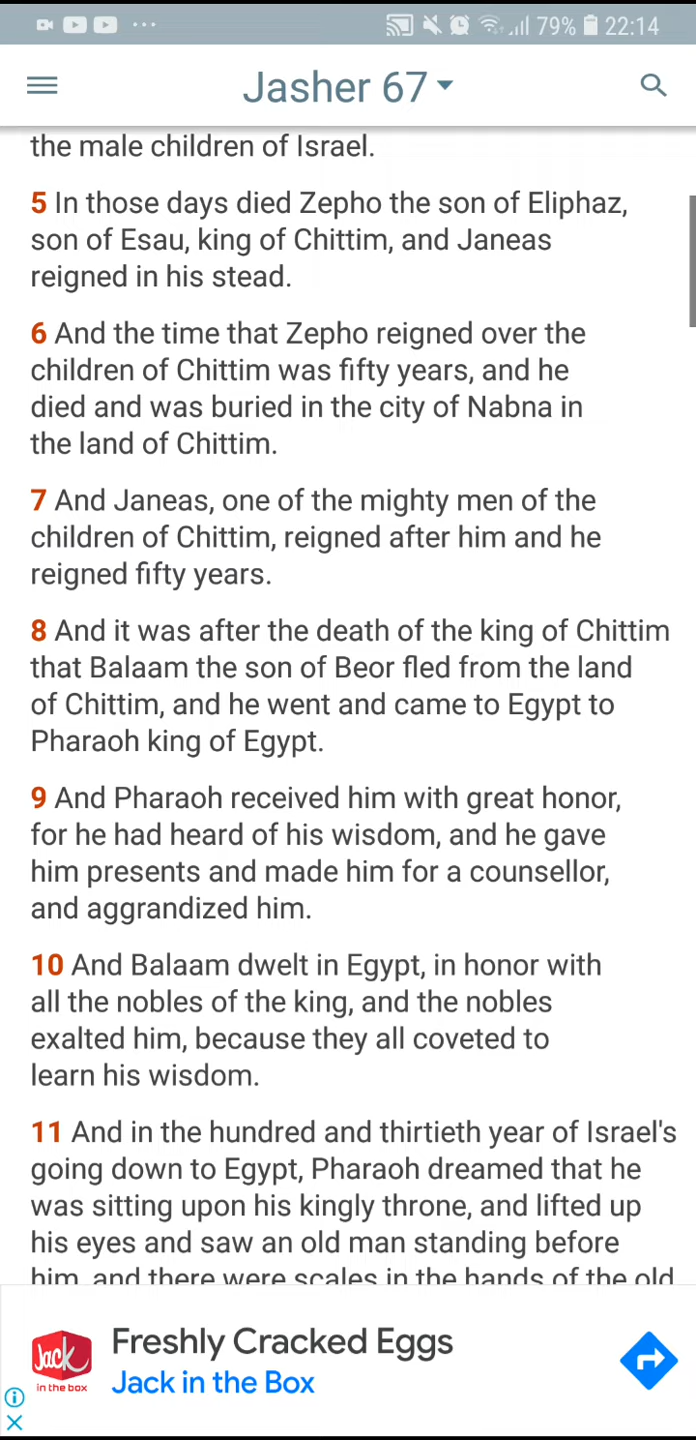 79% 22:14
Jasher 67
the male children of Israel.
5 In those days died Zepho the son of Eliphaz,
son of Esau, king of Chittim, and Janeas
reigned in his stead.
6 And the time that Zepho reigned over the
children of Chittim was fifty years, and he
died and was buried in the city of Nabna in
the land of Chittim.
7 And Janeas, one of the mighty men of the
children of Chittim, reigned after him and he
reigned fifty years.
8 And it was after the death of the king of Chittim
that Balaam the son of Beor fled from the land
of Chittim, and he went and came to Egypt to
Pharaoh king of Egypt.
9 And Pharaoh received him with great honor,
for he had heard of his wisdom, and he gave
him presents and made him for a counsellor,
and aggrandized him.
10 And Balaam dwelt in Egypt, in honor with
all the nobles of the king, and the nobles
exalted him, because they all coveted to
learn his wisdom.
11 And in the hundred and thirtieth year of Israel's
going down to Egypt, Pharaoh dreamed that he
was sitting upon his kingly throne, and lifted up
his eyes and saw an old man standing before
him, and there were scales in the hands of the old
Jack
in the box
Freshly Cracked Eggs
Jack in the Box